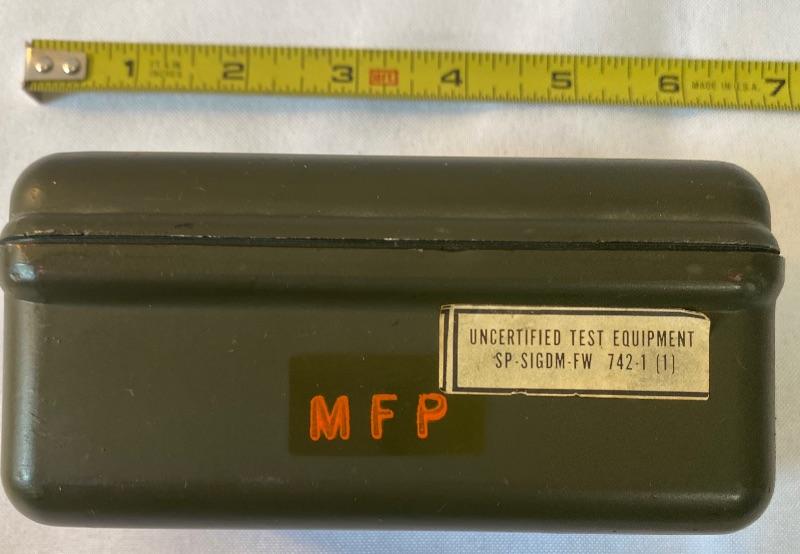 1 2 3 4 5 6 7
INCHES
MADE IN U.S.A.
UNCERTIFIED TEST EQUIPMENT
SP-SIGDM-FW 742-1 (1)
MFP